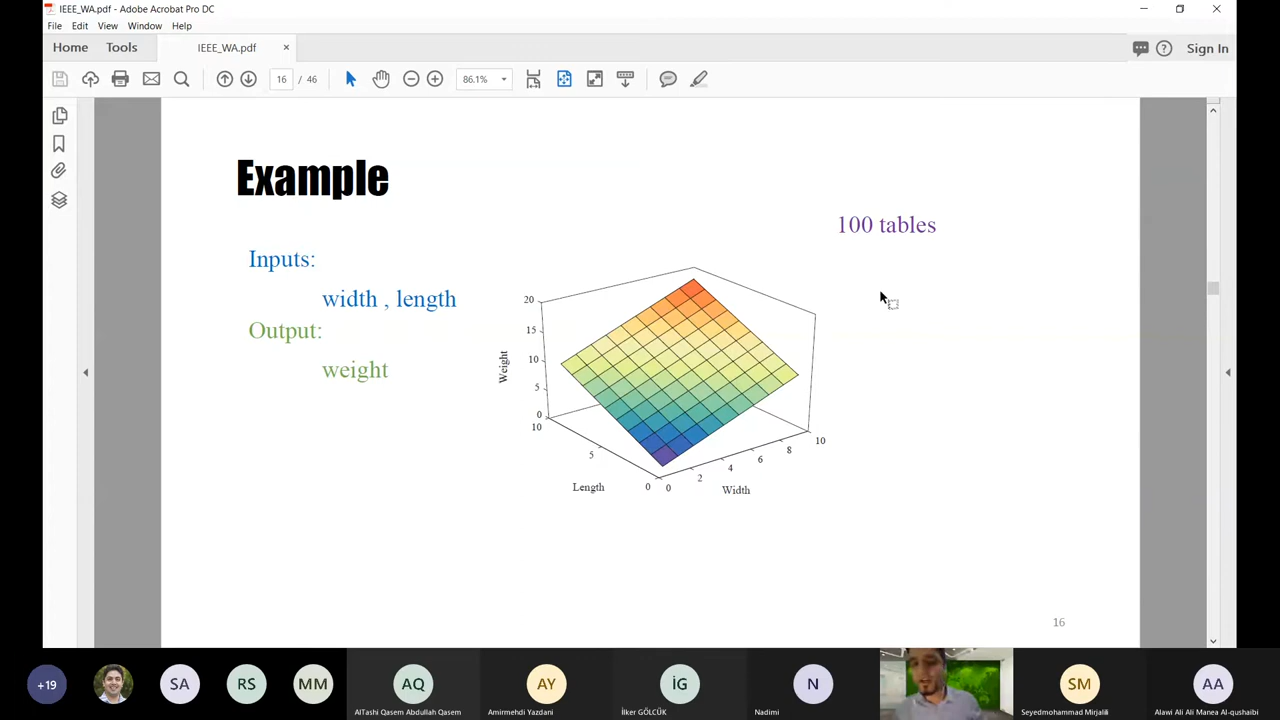 IEEE_WA.pdf - Adobe Acrobat Pro DC
File Edit View Window Help
Home Tools IEEE_WA.pdf × Sign In
16 / 46 86.1%
Example
100 tables
Inputs:
width , length
Output:
weight
20
15
10
5
0
Weight
10
5
0
Length
0
2
4
6
8
10
Width
16
+19 SA RS MM AQ AY İG N SM AA
AlTashi Qasem Abdullah Qasem Amirmehdi Yazdani İlker GÖLCÜK Nadimi Seyedmohammad Mirjalili Alawi Ali Ali Manea Al-qushaibi